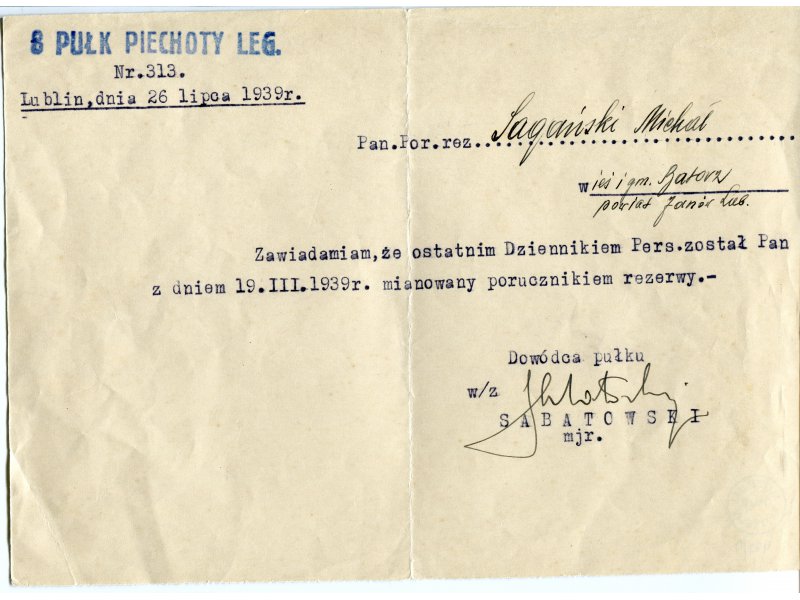 8 PUŁK PIECHOTY LEG.
Nr.313.
Lublin,dnia 26 lipca 1939r.
Pan.Por.rez. Sagański Michał
wieś i gm. Batorz
powiat Janów Lub.
Zawiadamiam,że ostatnim Dziennikiem Pers.został Pan
z dniem 19.III.1939r. mianowany porucznikiem rezerwy.-
Dowódca pułku
w/z
SABATOWSKI
mjr.